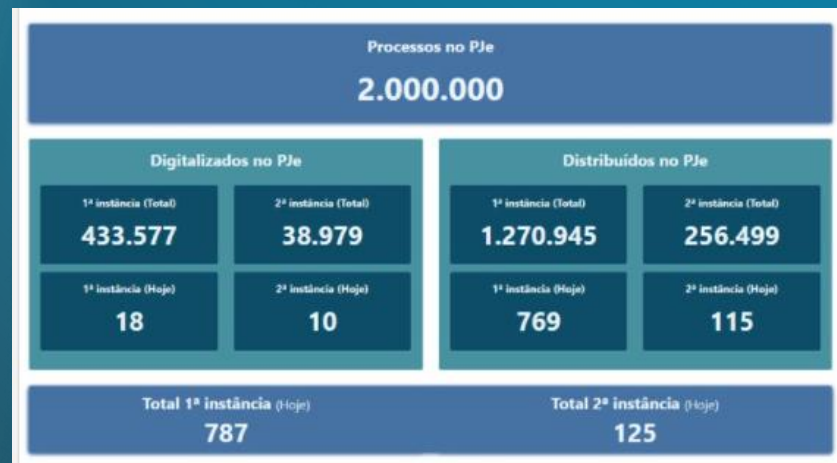 Processos no PJe
2.000.000
Digitalizados no PJe
1ª instância (Total)
433.577
2ª instância (Total)
38.979
1ª instância (Hoje)
18
2ª instância (Hoje)
10
Distribuídos no PJe
1ª instância (Total)
1.270.945
2ª instância (Total)
256.499
1ª instância (Hoje)
769
2ª instância (Hoje)
115
Total 1ª instância (Hoje)
787
Total 2ª instância (Hoje)
125